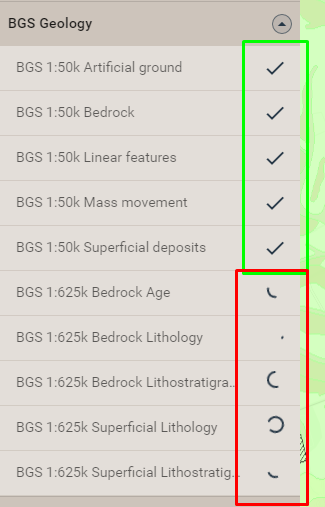 BGS Geology
BGS 1:50k Artificial ground
BGS 1:50k Bedrock
BGS 1:50k Linear features
BGS 1:50k Mass movement
BGS 1:50k Superficial deposits
BGS 1:625k Bedrock Age
BGS 1:625k Bedrock Lithology
BGS 1:625k Bedrock Lithostratigra...
BGS 1:625k Superficial Lithology
BGS 1:625k Superficial Lithostratig...